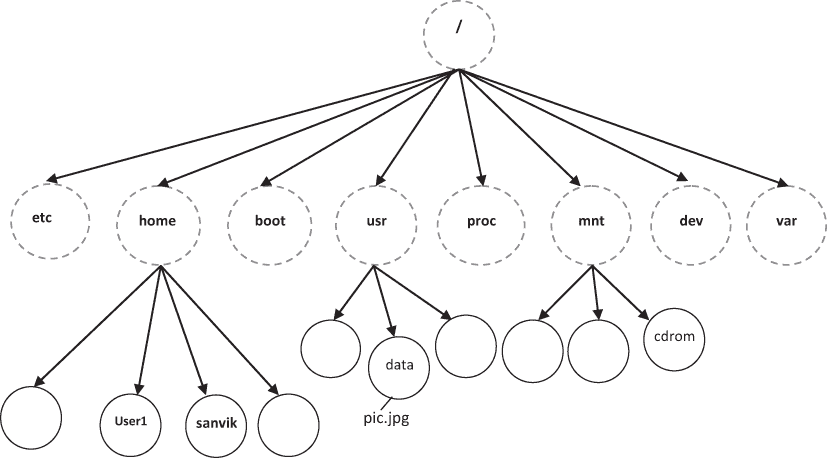 /
etc
home
boot
usr
proc
mnt
dev
var
data
cdrom
User1
sanvik
pic.jpg